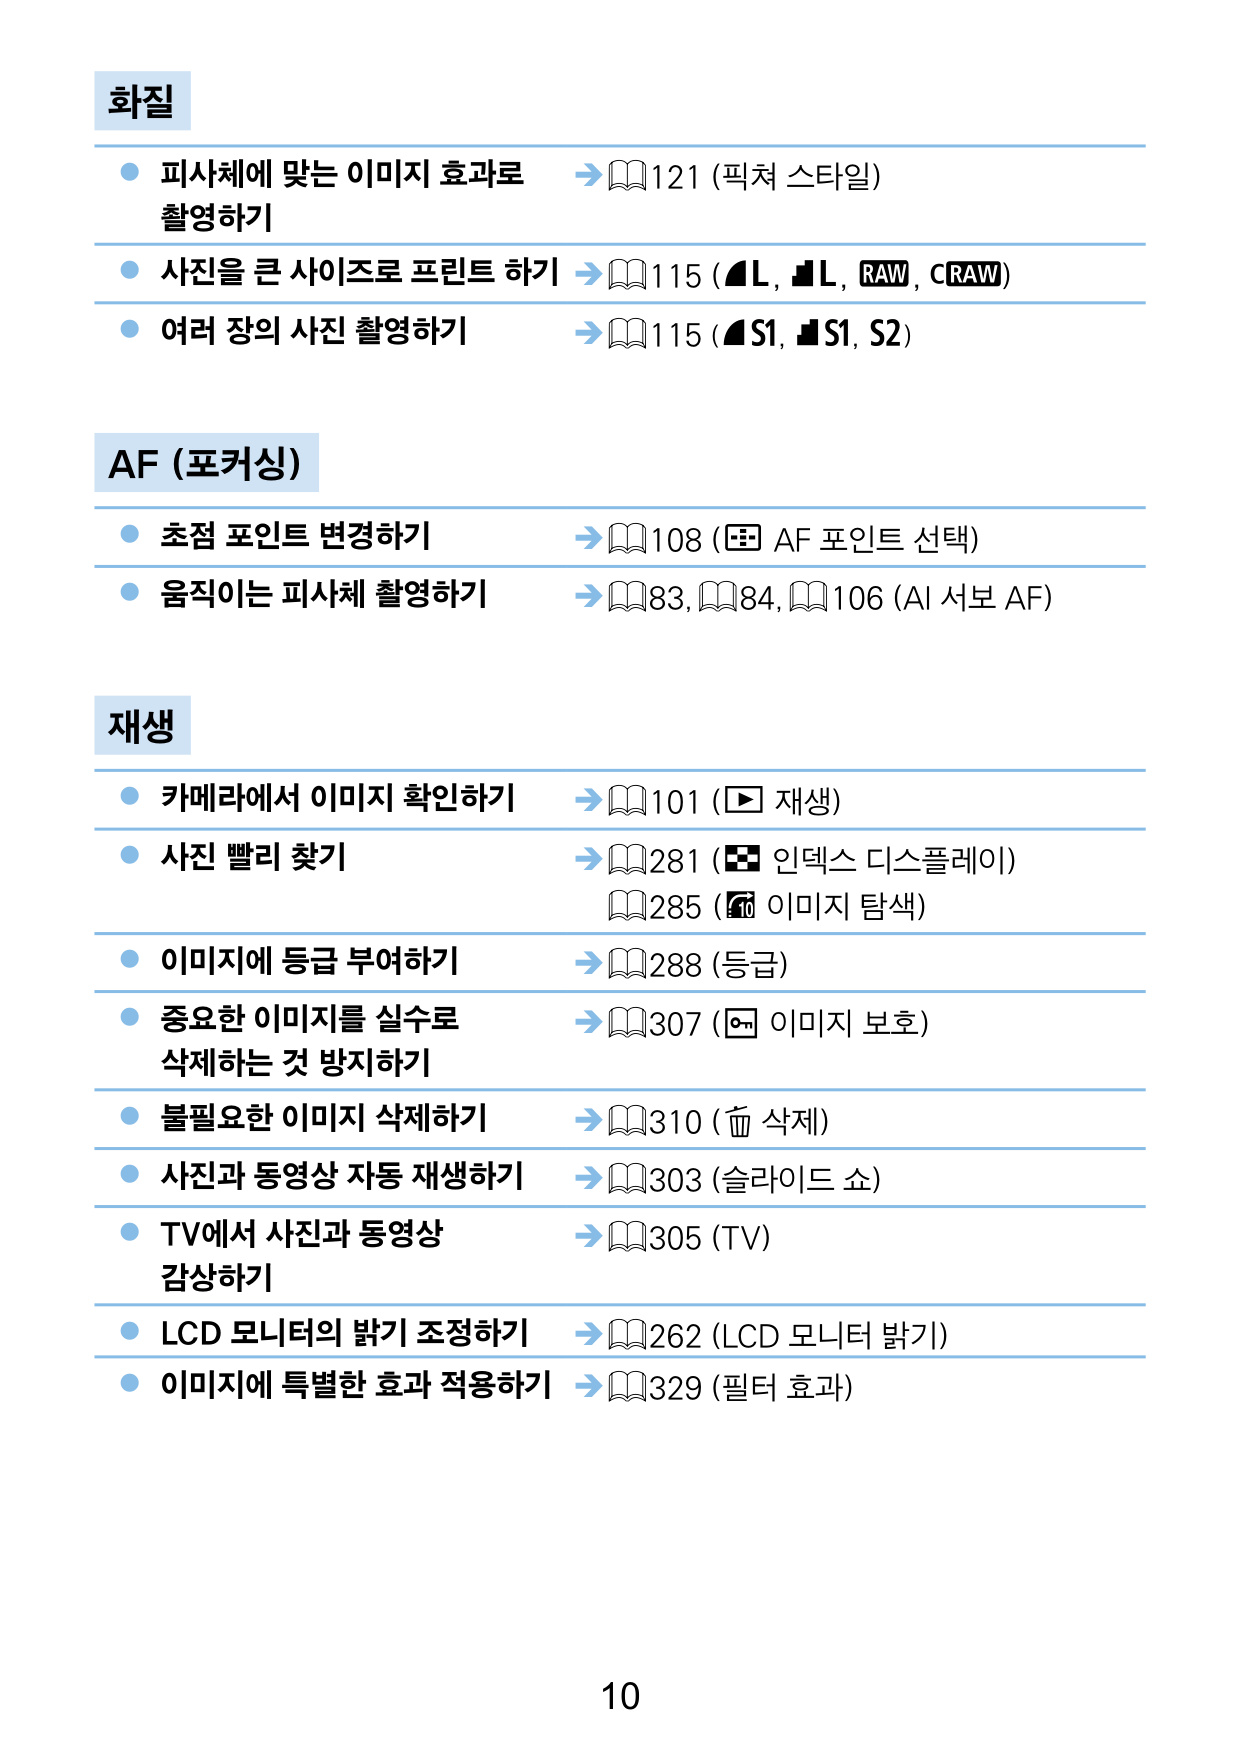 화질
● 피사체에 맞는 이미지 효과로 → 121 (픽쳐 스타일)
촬영하기
● 사진을 큰 사이즈로 프린트 하기 → 115 (L, L, RAW, CRAW)
● 여러 장의 사진 촬영하기 → 115 (S1, S1, S2)
AF (포커싱)
● 초점 포인트 변경하기 → 108 (AF 포인트 선택)
● 움직이는 피사체 촬영하기 → 83, 84, 106 (AI 서보 AF)
재생
● 카메라에서 이미지 확인하기 → 101 (재생)
● 사진 빨리 찾기 → 281 (인덱스 디스플레이)
285 (10 이미지 탐색)
● 이미지에 등급 부여하기 → 288 (등급)
● 중요한 이미지를 실수로 → 307 (이미지 보호)
삭제하는 것 방지하기
● 불필요한 이미지 삭제하기 → 310 (삭제)
● 사진과 동영상 자동 재생하기 → 303 (슬라이드 쇼)
● TV에서 사진과 동영상 → 305 (TV)
감상하기
● LCD 모니터의 밝기 조정하기 → 262 (LCD 모니터 밝기)
● 이미지에 특별한 효과 적용하기 → 329 (필터 효과)
10